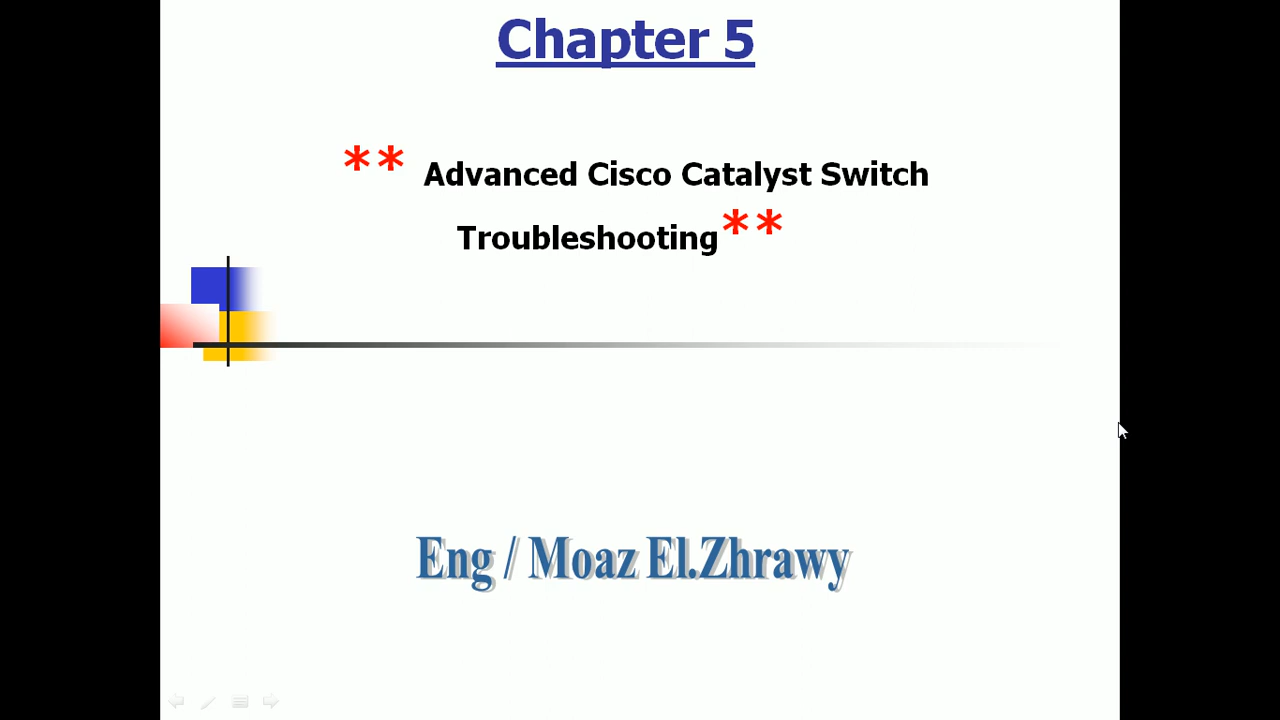 Chapter 5
** Advanced Cisco Catalyst Switch
Troubleshooting**
Eng / Moaz El.Zhrawy